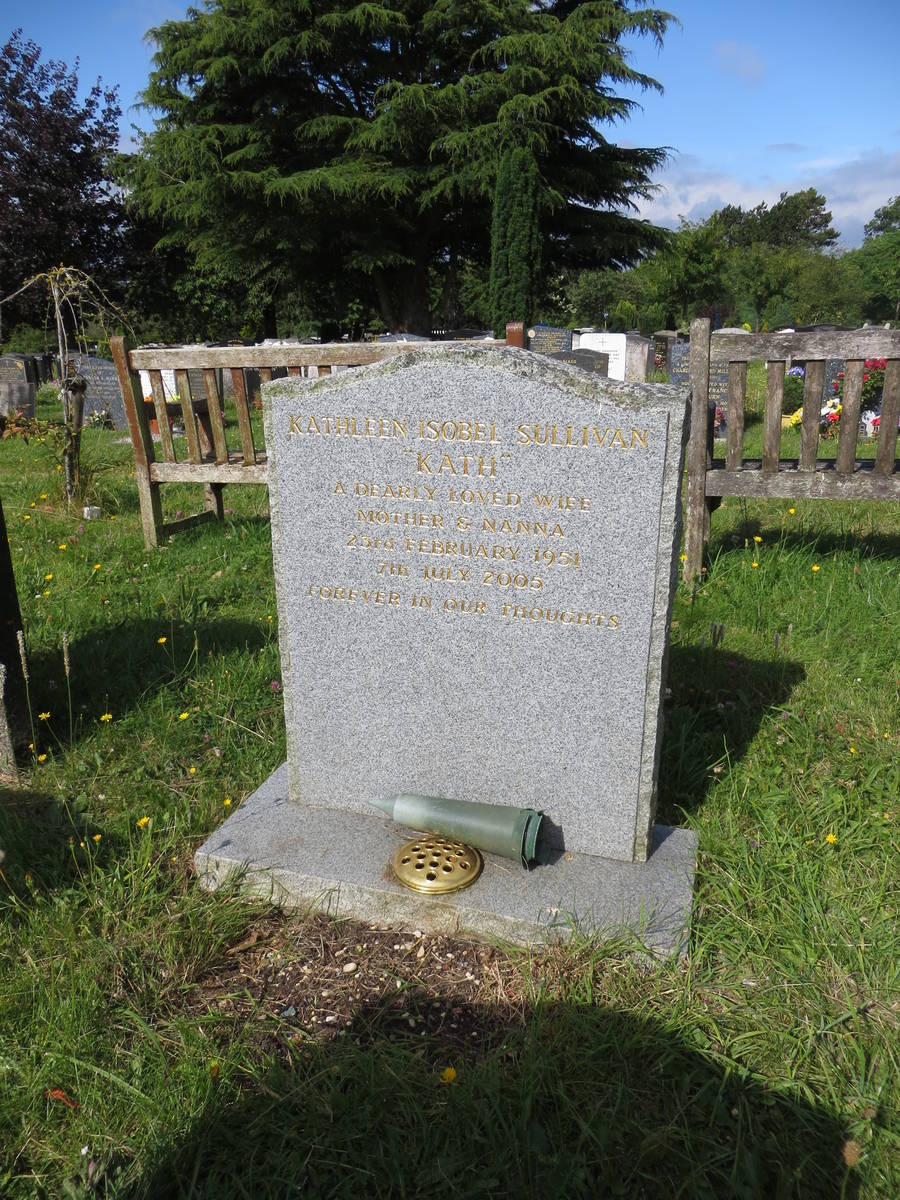 KATHLEEN ISOBEL SULLIVAN
"KATH"
A DEARLY LOVED WIFE
MOTHER & NANNA
23rd FEBRUARY 1951
7th JULY 2005
FOREVER IN OUR THOUGHTS